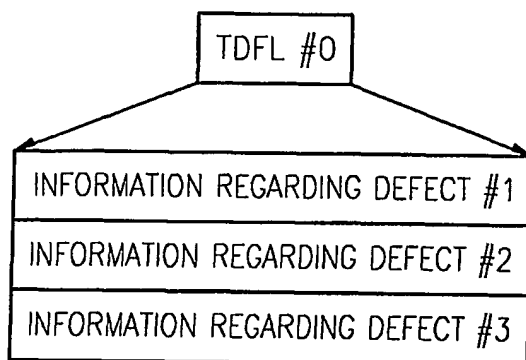 TDFL #0
INFORMATION REGARDING DEFECT #1
INFORMATION REGARDING DEFECT #2
INFORMATION REGARDING DEFECT #3